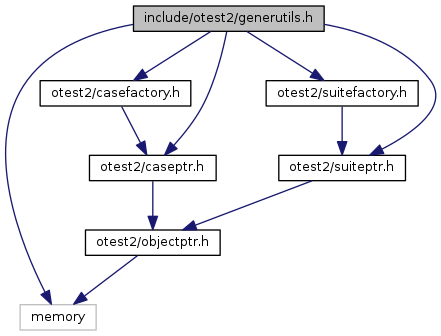 include/otest2/generutils.h
otest2/casefactory.h
otest2/suitefactory.h
otest2/caseptr.h
otest2/suiteptr.h
otest2/objectptr.h
memory